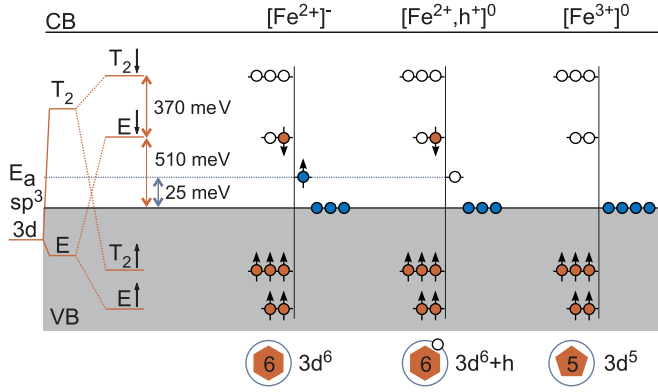 CB [Fe²⁺]⁻ [Fe²⁺,h⁺]⁰ [Fe³⁺]⁰
T₂
T₂
370 meV
E
510 meV
Eₐ
25 meV
sp³
3d
E
T₂
E
VB
6 3d⁶ 6 3d⁶+h 5 3d⁵